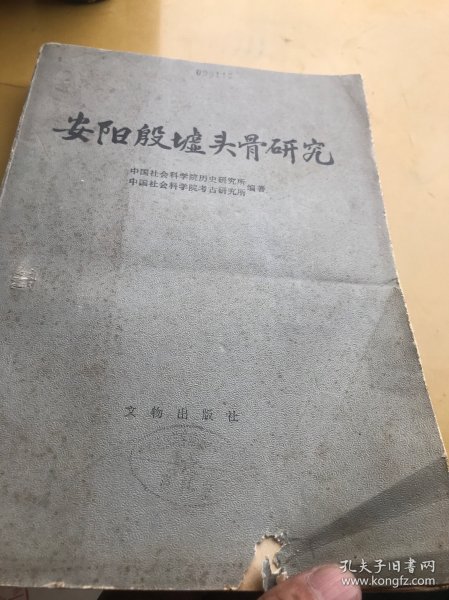 安阳殷墟头骨研究
中国社会科学院历史研究所
中国社会科学院考古研究所
编著
文物出版社
孔夫子旧书网
www.kongfz.com